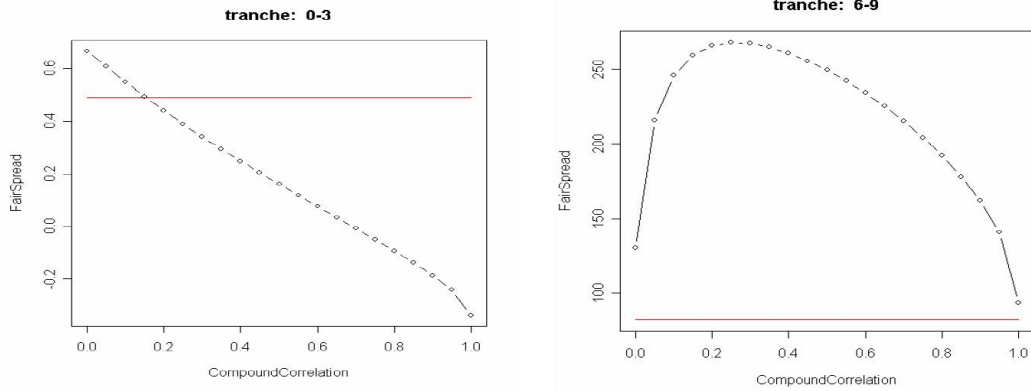 tranche: 0-3
FairSpread
0.6
0.4
0.2
0.0
-0.2
0.0 0.2 0.4 0.6 0.8 1.0
CompoundCorrelation
tranche: 6-9
FairSpread
250
200
150
100
0.0 0.2 0.4 0.6 0.8 1.0
CompoundCorrelation